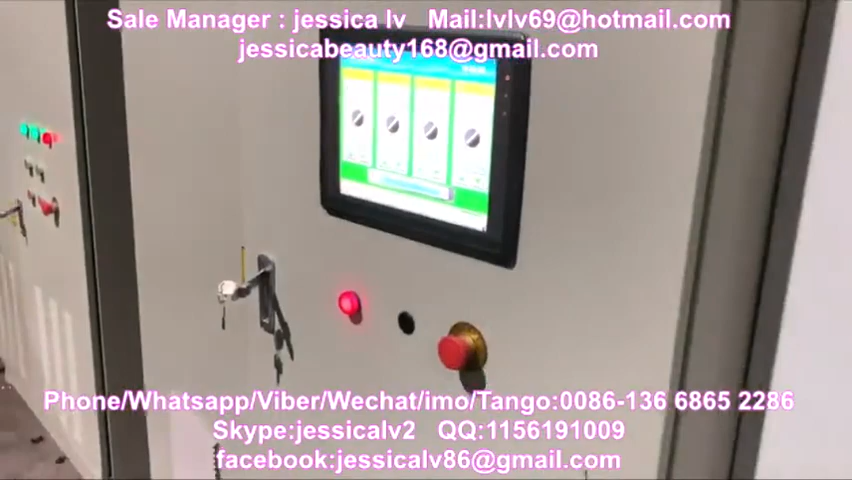 Sale Manager : jessica lv Mail:lvlv69@hotmail.com
jessicabeauty168@gmail.com
Phone/Whatsapp/Viber/Wechat/imo/Tango:0086-136 6865 2286
Skype:jessicalv2 QQ:1156191009
facebook:jessicalv86@gmail.com